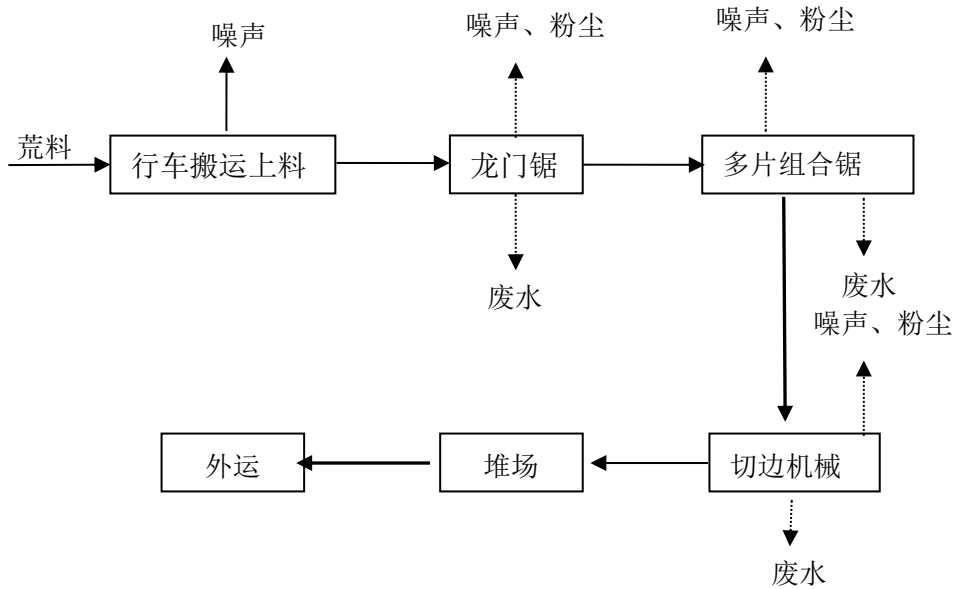 噪声
噪声、粉尘
噪声、粉尘
荒料
行车搬运上料
龙门锯
多片组合锯
废水
废水
噪声、粉尘
外运
堆场
切边机械
废水